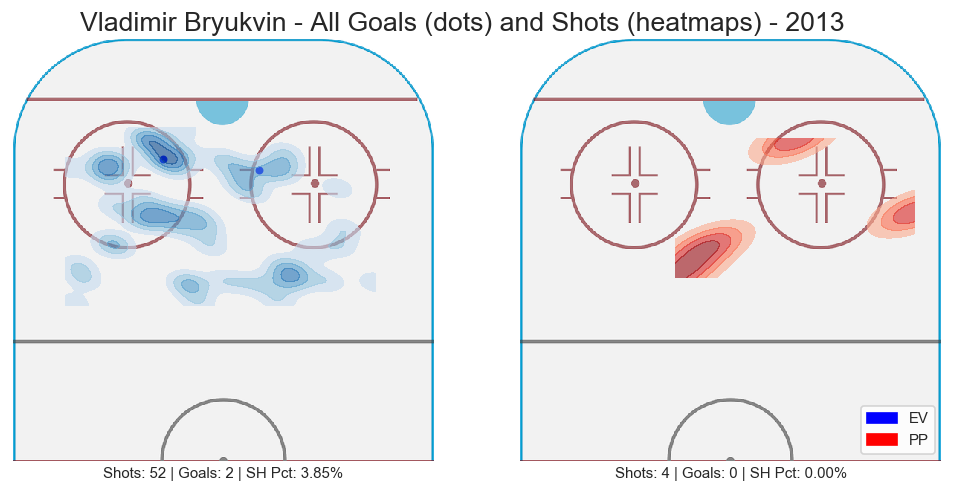 Vladimir Bryukvin - All Goals (dots) and Shots (heatmaps) - 2013
EV
PP
Shots: 52 | Goals: 2 | SH Pct: 3.85%
Shots: 4 | Goals: 0 | SH Pct: 0.00%